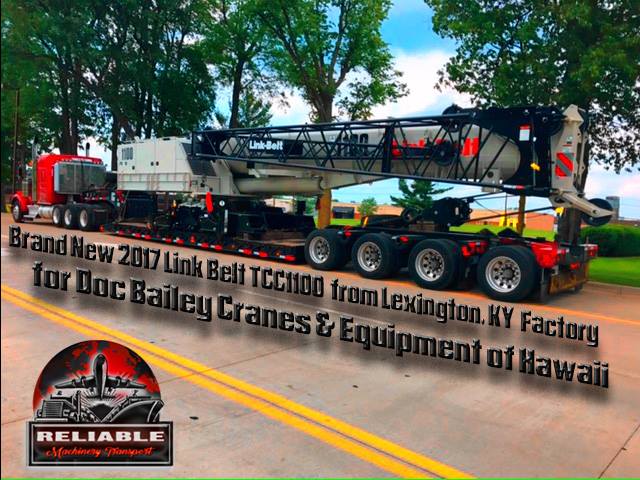 Link-Belt
1100
Brand New 2017 Link Belt TCC1100 from Lexington, KY Factory
for Doc Bailey Cranes & Equipment of Hawaii
RELIABLE
Machinery Transport